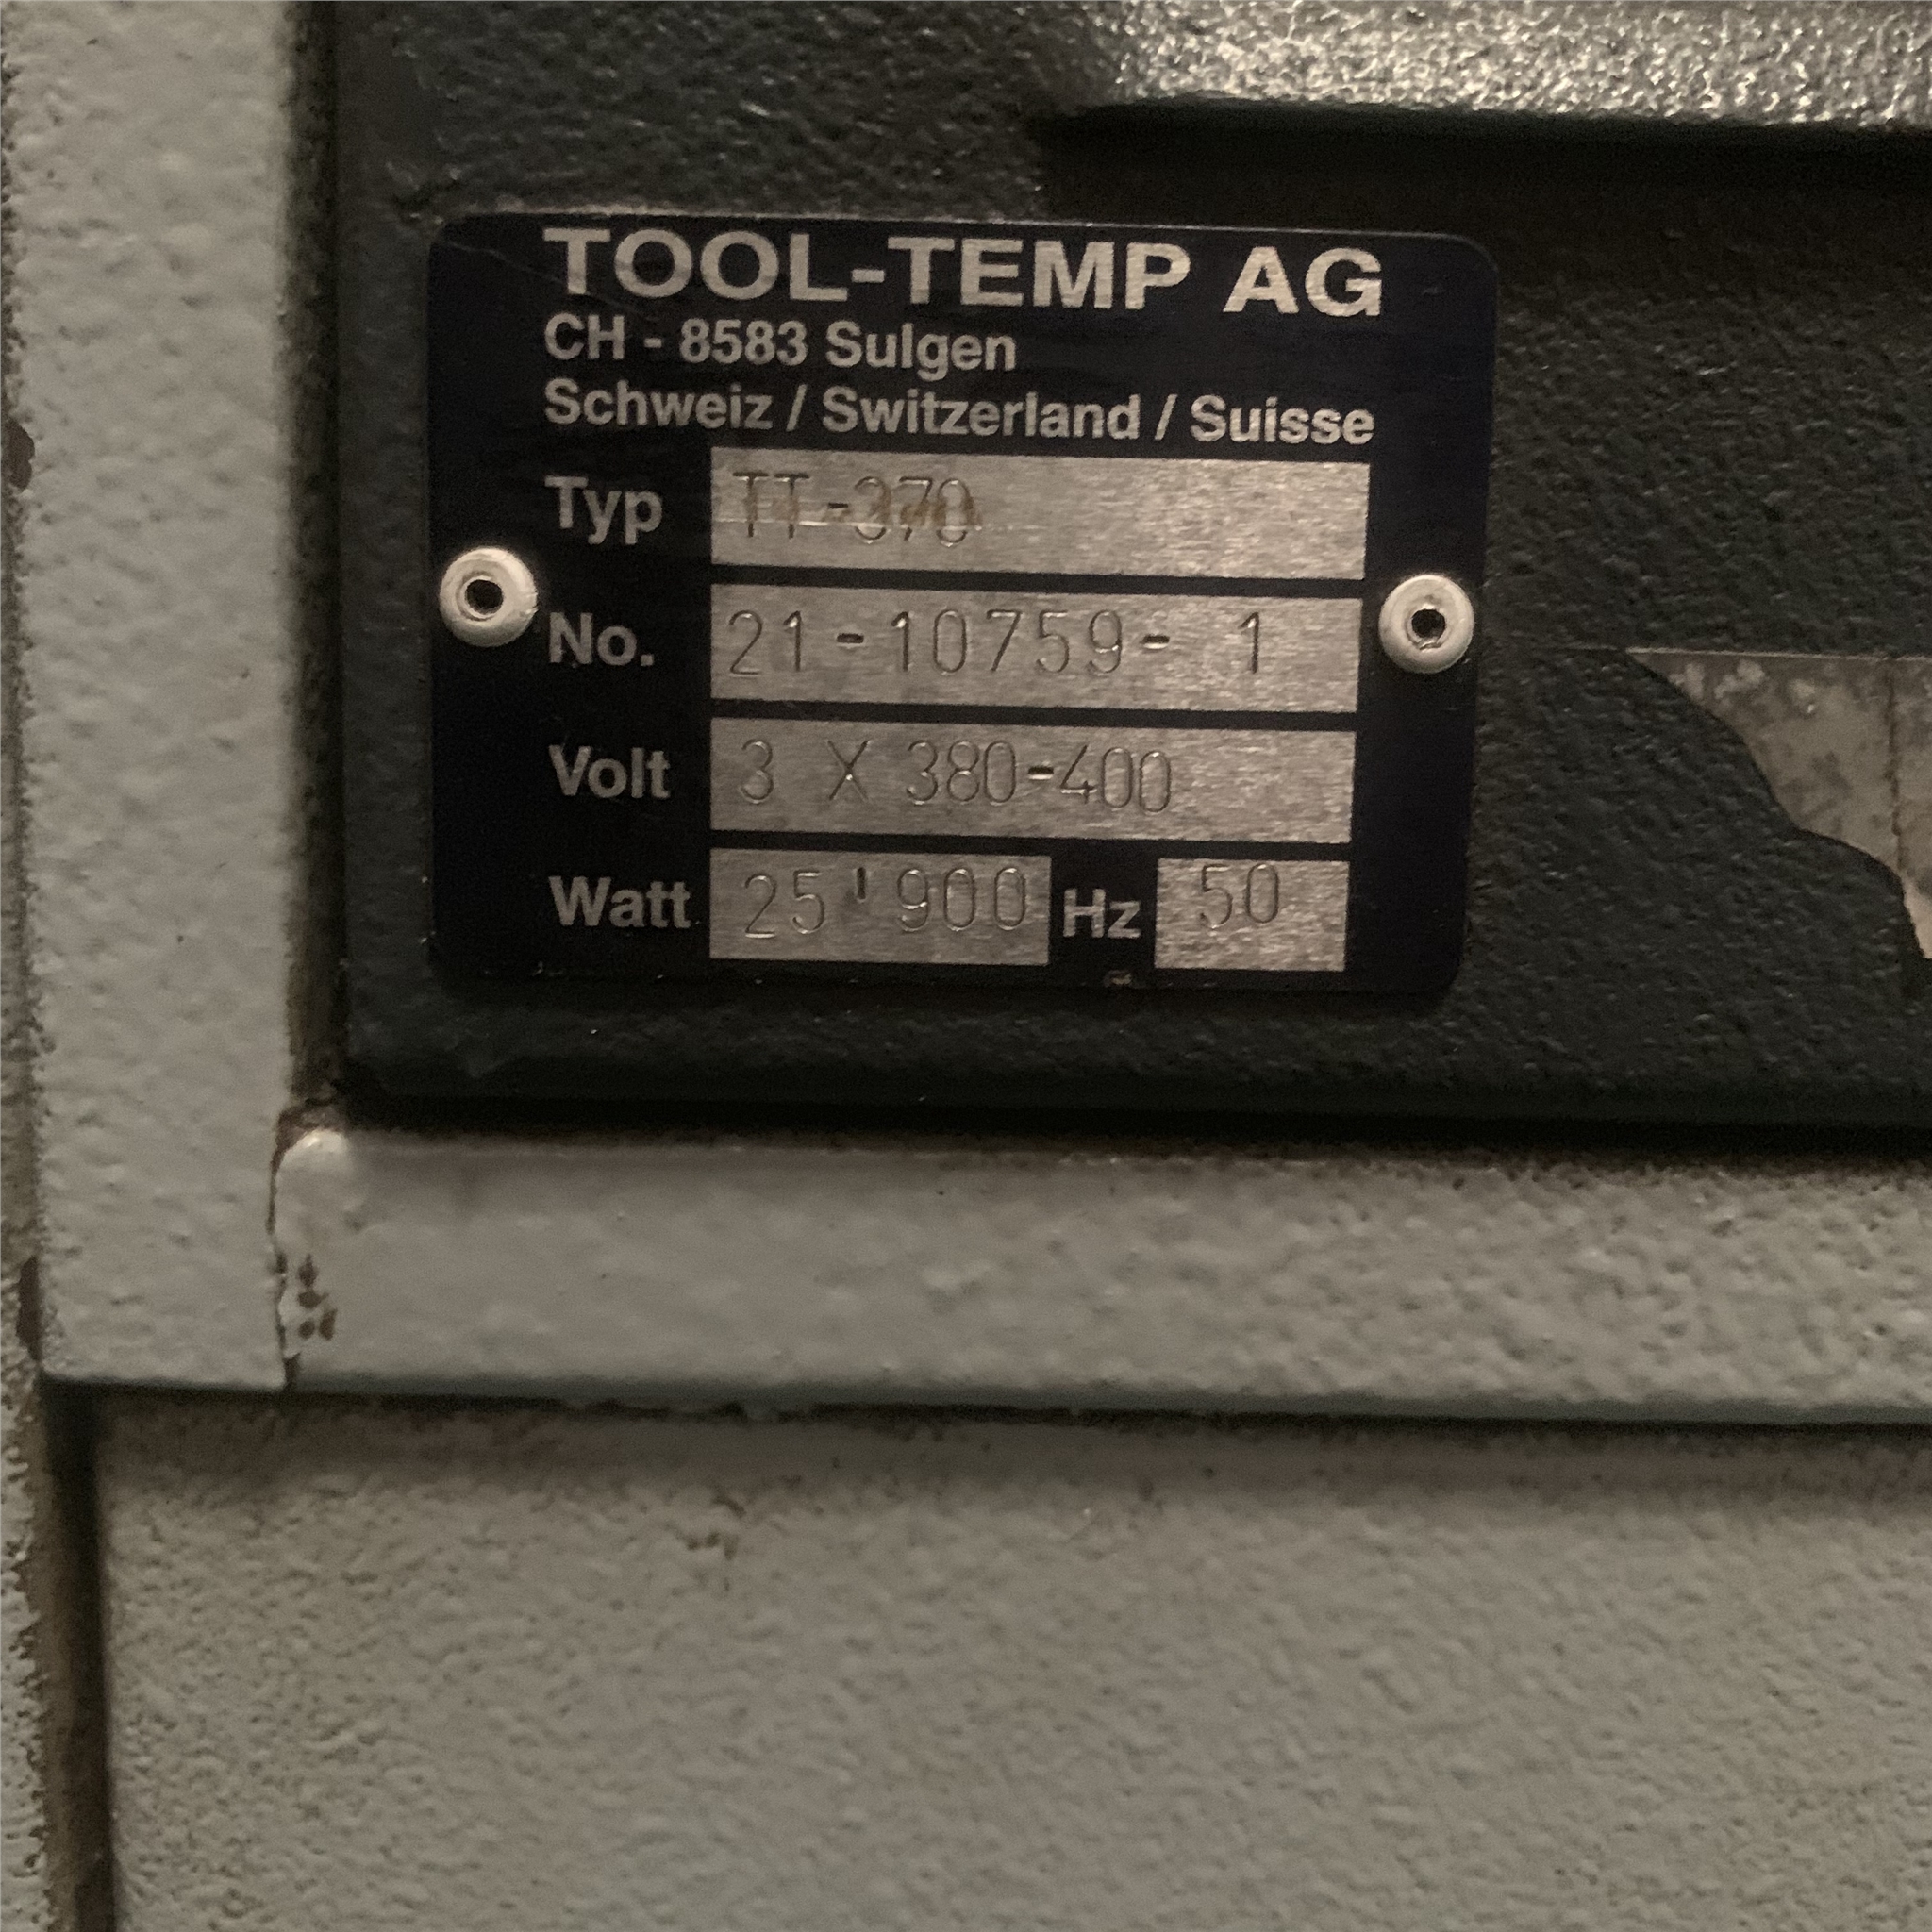 TOOL-TEMP AG
CH - 8583 Sulgen
Schweiz / Switzerland / Suisse
Typ TT-370
No. 21-10759- 1
Volt 3 X 380-400
Watt 25'900 Hz 50